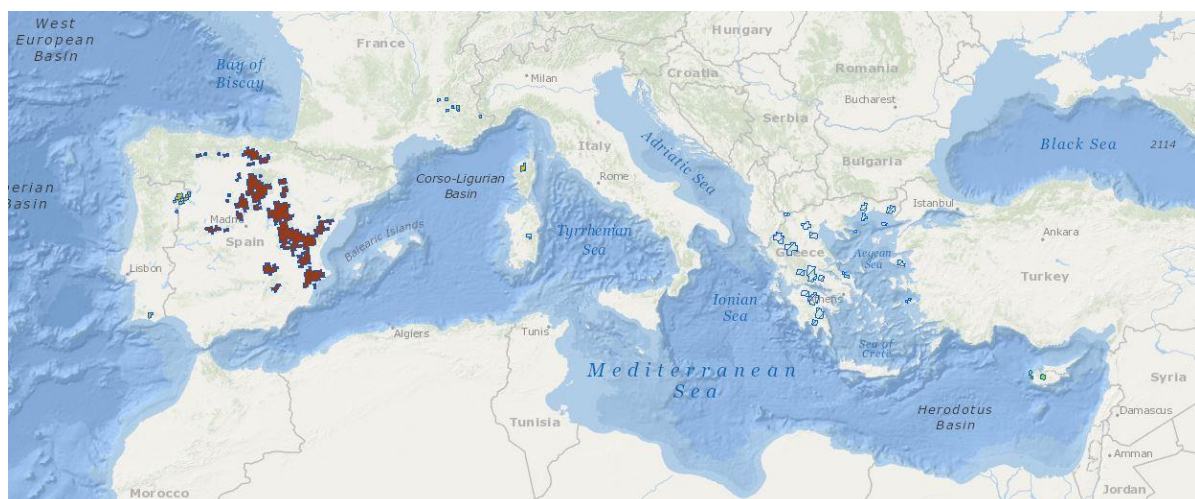 West
European
Basin
Bay of
Biscay
France
Hungary
Milan
Croatia
Romania
Bucharest
Serbia
Italy
Adriatic Sea
Black Sea
2114
Bulgaria
Corso-Ligurian
Basin
Rome
Istanbul
Basin
Madrid
Spain
Balearic Islands
Tyrrhenian
Sea
Greece
Aegean
Sea
Ankara
Turkey
Lisbon
Ionian
Sea
Algiers
Tunis
Sea of
Crete
Mediterranean
Sea
Syria
Tunisia
Herodotus
Basin
Damascus
Amman
Morocco
Jordan